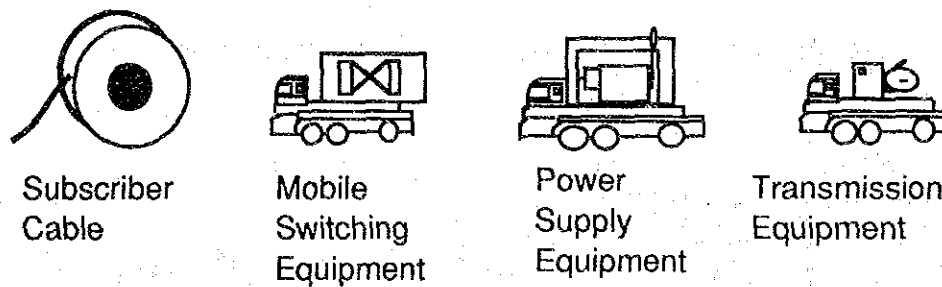 Subscriber
Cable
Mobile
Switching
Equipment
Power
Supply
Equipment
Transmission
Equipment